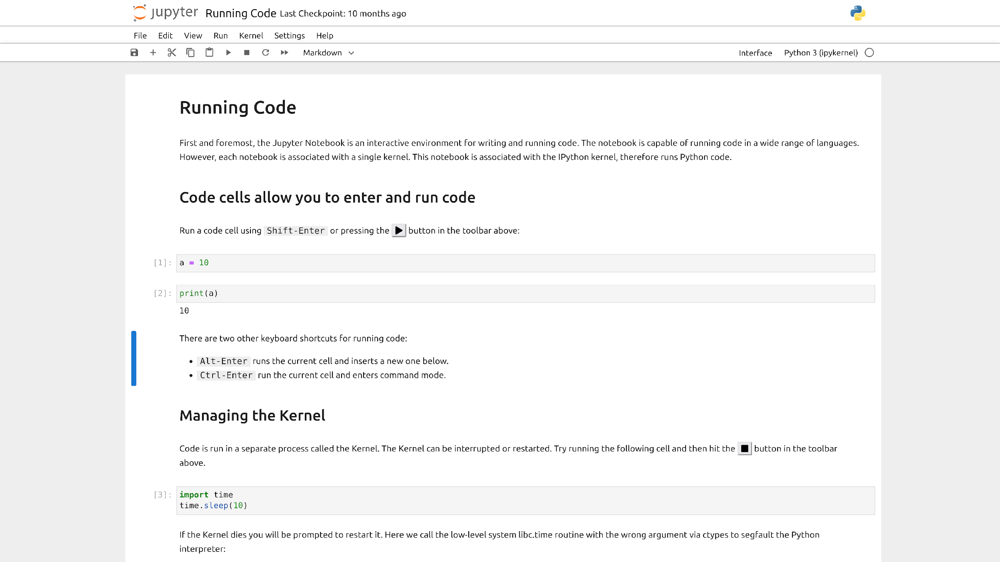 jupyter Running Code Last Checkpoint: 10 months ago
File Edit View Run Kernel Settings Help
Markdown Interface Python 3 (ipykernel)
Running Code
First and foremost, the Jupyter Notebook is an interactive environment for writing and running code. The notebook is capable of running code in a wide range of languages.
However, each notebook is associated with a single kernel. This notebook is associated with the IPython kernel, therefore runs Python code.
Code cells allow you to enter and run code
Run a code cell using Shift-Enter or pressing the button in the toolbar above:
[1]: a = 10
[2]: print(a)
10
There are two other keyboard shortcuts for running code:
• Alt-Enter runs the current cell and inserts a new one below.
• Ctrl-Enter run the current cell and enters command mode.
Managing the Kernel
Code is run in a separate process called the Kernel. The Kernel can be interrupted or restarted. Try running the following cell and then hit the button in the toolbar
above.
[3]: import time
time.sleep(10)
If the Kernel dies you will be prompted to restart it. Here we call the low-level system libc.time routine with the wrong argument via ctypes to segfault the Python
interpreter: